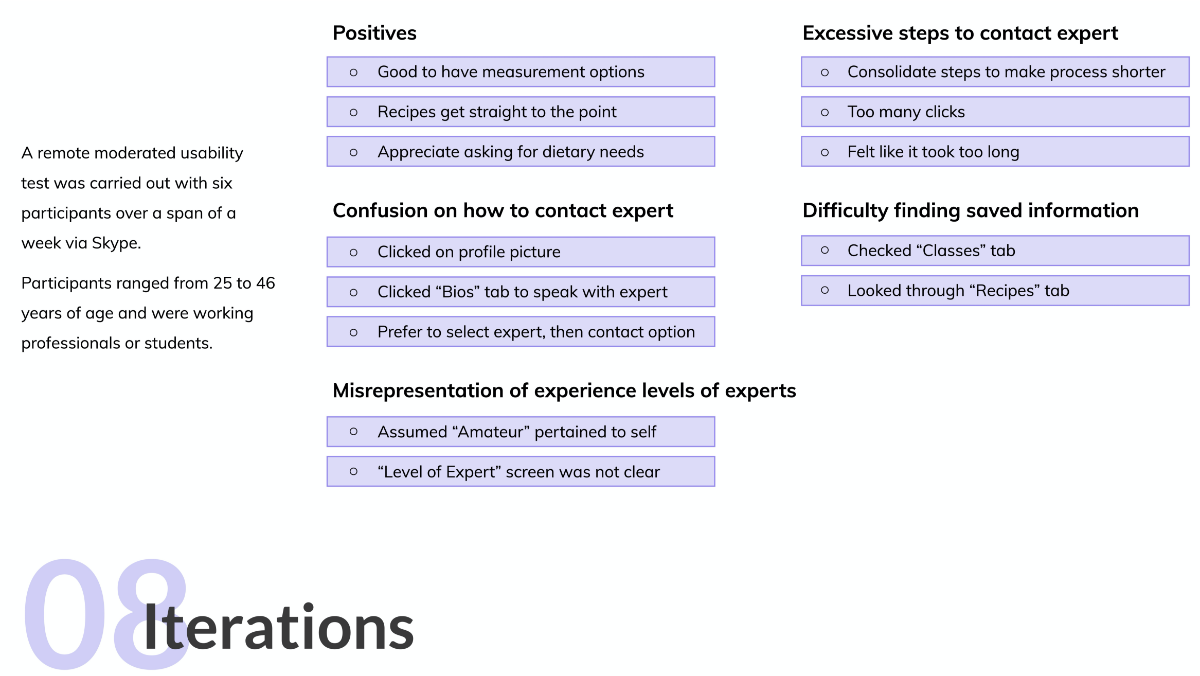 A remote moderated usability
test was carried out with six
participants over a span of a
week via Skype.
Participants ranged from 25 to 46
years of age and were working
professionals or students.
Positives
Good to have measurement options
Recipes get straight to the point
Appreciate asking for dietary needs
Confusion on how to contact expert
Clicked on profile picture
Clicked “Bios” tab to speak with expert
Prefer to select expert, then contact option
Misrepresentation of experience levels of experts
Assumed “Amateur” pertained to self
“Level of Expert” screen was not clear
Excessive steps to contact expert
Consolidate steps to make process shorter
Too many clicks
Felt like it took too long
Difficulty finding saved information
Checked “Classes” tab
Looked through “Recipes” tab
08
Iterations